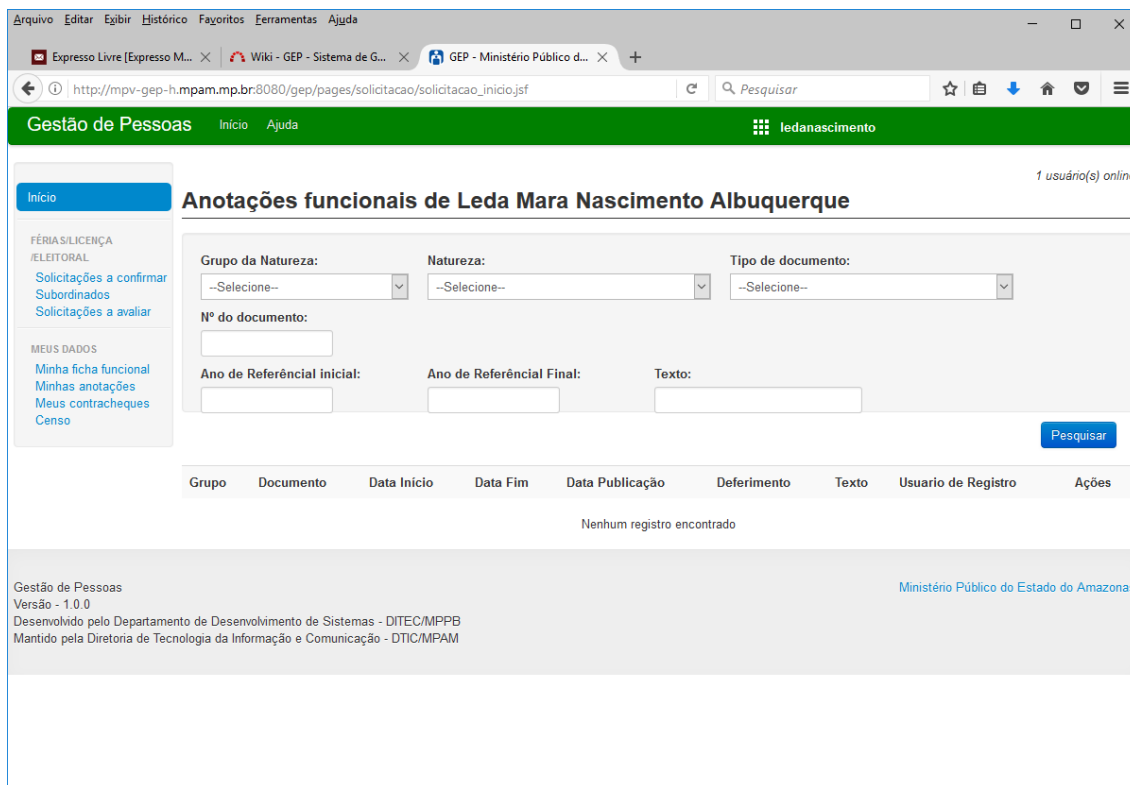 Arquivo Editar Exibir Histórico Favoritos Ferramentas Ajuda
Expresso Livre [Expresso M... Wiki - GEP - Sistema de G... GEP - Ministério Público d...
http://mpv-gep-h.mpam.mp.br:8080/gep/pages/solicitacao/solicitacao_inicio.jsf Pesquisar
Gestão de Pessoas Início Ajuda ledanascimento
1 usuário(s) online
Início
Anotações funcionais de Leda Mara Nascimento Albuquerque
FÉRIAS/LICENÇA
/ELEITORAL
Solicitações a confirmar
Subordinados
Solicitações a avaliar
MEUS DADOS
Minha ficha funcional
Minhas anotações
Meus contracheques
Censo
Grupo da Natureza: Natureza: Tipo de documento:
--Selecione-- --Selecione-- --Selecione--
Nº do documento:
Ano de Referêncial inicial: Ano de Referêncial Final: Texto:
Pesquisar
Grupo Documento Data Início Data Fim Data Publicação Deferimento Texto Usuario de Registro Ações
Nenhum registro encontrado
Gestão de Pessoas
Versão - 1.0.0
Desenvolvido pelo Departamento de Desenvolvimento de Sistemas - DITEC/MPPB
Mantido pela Diretoria de Tecnologia da Informação e Comunicação - DTIC/MPAM
Ministério Público do Estado do Amazona